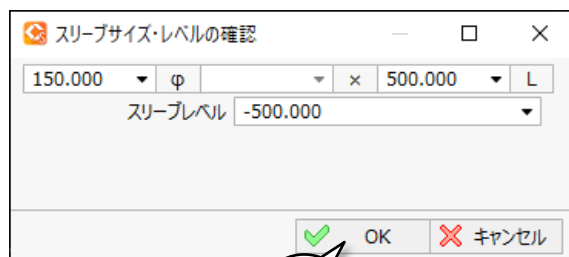 スリーブサイズ・レベルの確認
150.000 φ × 500.000 L
スリーブレベル -500.000
OK キャンセル